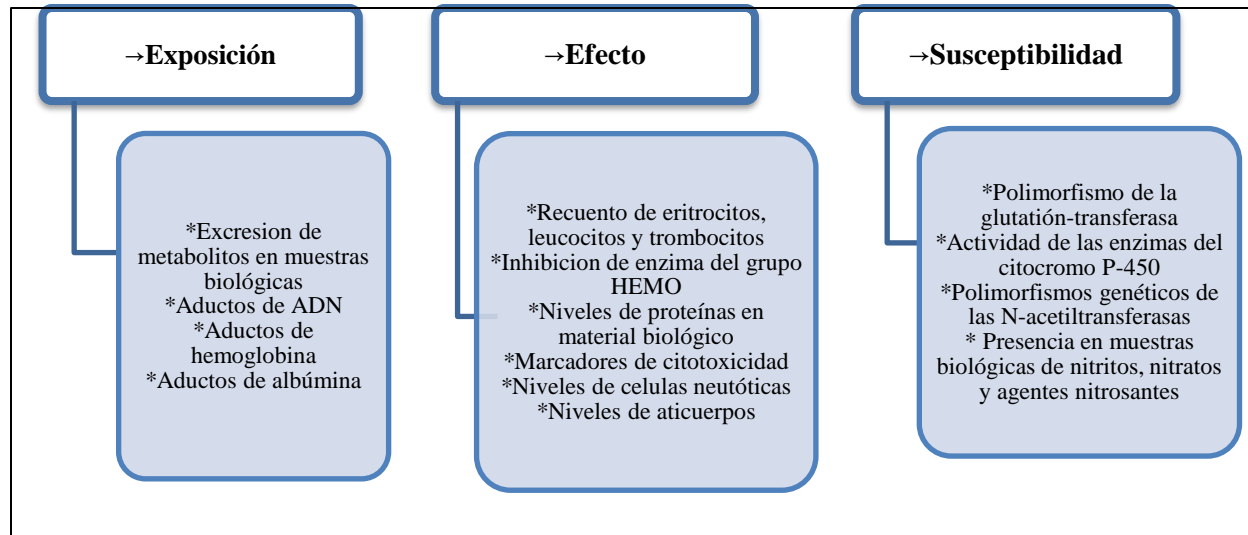 →Exposición
*Excresion de
metabolitos en muestras
biológicas
*Aductos de ADN
*Aductos de
hemoglobina
*Aductos de albúmina
→Efecto
*Recuento de eritrocitos,
leucocitos y trombocitos
*Inhibicion de enzima del grupo
HEMO
*Niveles de proteínas en
material biológico
*Marcadores de citotoxicidad
*Niveles de celulas neutóticas
*Niveles de aticuerpos
→Susceptibilidad
*Polimorfismo de la
glutatión-transferasa
*Actividad de las enzimas del
citocromo P-450
*Polimorfismos genéticos de
las N-acetiltransferasas
* Presencia en muestras
biológicas de nitritos, nitratos
y agentes nitrosantes